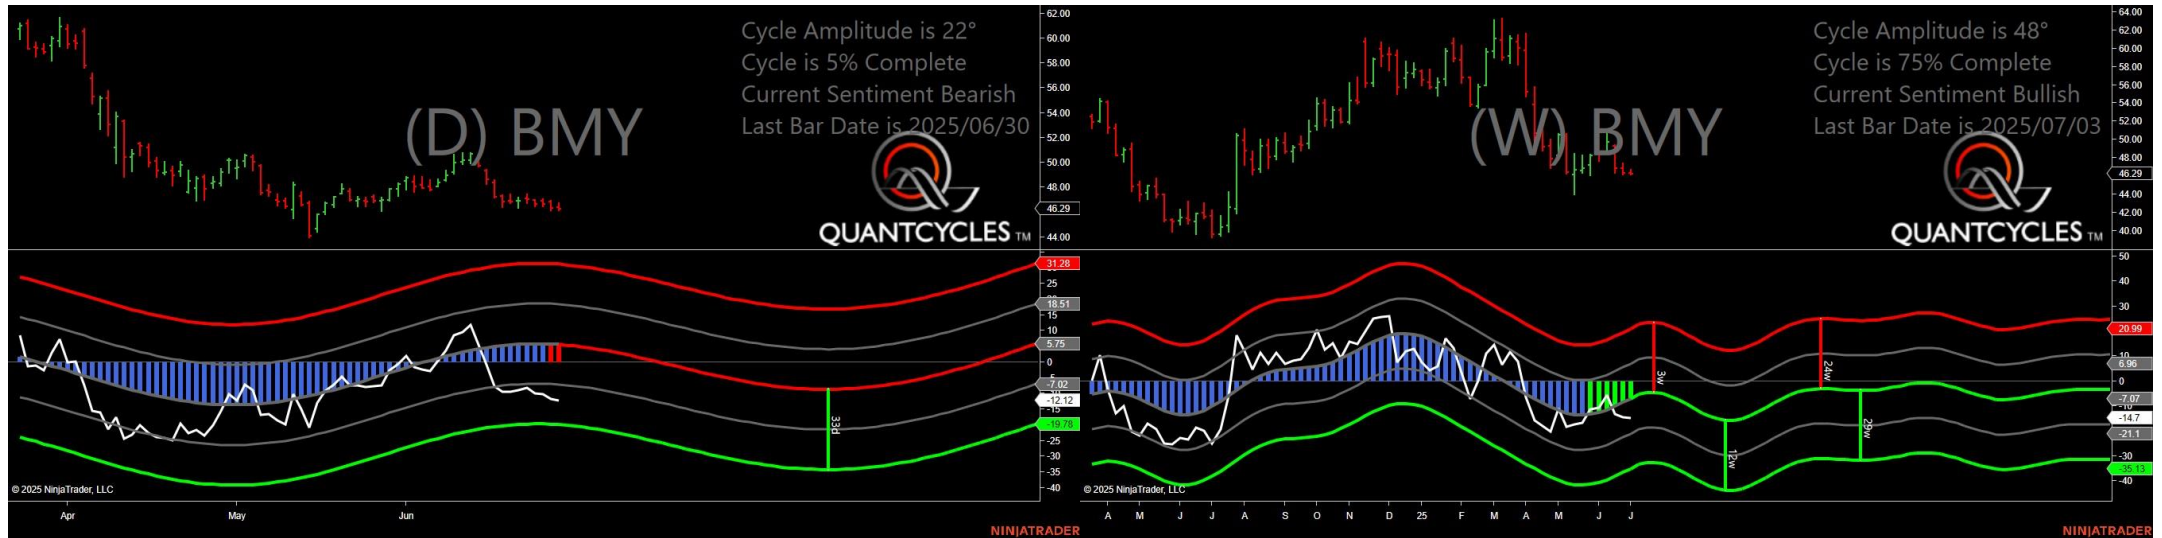 Cycle Amplitude is 22°
Cycle is 5% Complete
Current Sentiment Bearish
Last Bar Date is 2025/06/30
(D) BMY
QUANTCYCLES TM
62.00
60.00
58.00
56.00
54.00
52.00
50.00
48.00
46.29
44.00
31.28
25
18.51
15
10
5.75
0
-7.02
-12.12
-15
-19.78
-25
-30
-35
-40
33d
© 2025 NinjaTrader, LLC
Apr May Jun
NINJATRADER
Cycle Amplitude is 48°
Cycle is 75% Complete
Current Sentiment Bullish
Last Bar Date is 2025/07/03
(W) BMY
QUANTCYCLES TM
64.00
62.00
60.00
58.00
56.00
54.00
52.00
50.00
48.00
46.29
44.00
42.00
40.00
50
40
30
20.99
10
6.96
0
-7.07
-14.7
-21.1
-30
-35.13
-40
3w
24w
12w
29w
© 2025 NinjaTrader, LLC
A M J J A S O N D 25 F M A M J J
NINJATRADER